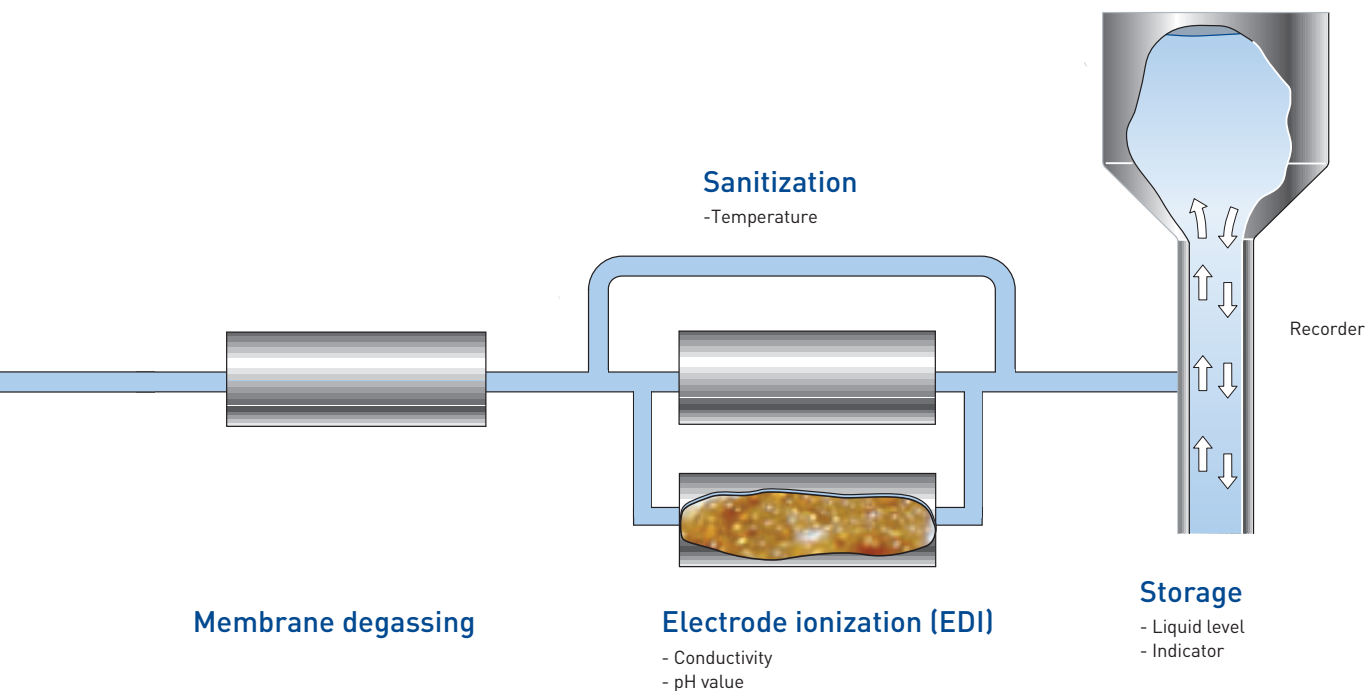 Sanitization
-Temperature
Recorder
Membrane degassing
Electrode ionization (EDI)
- Conductivity
- pH value
Storage
- Liquid level
- Indicator